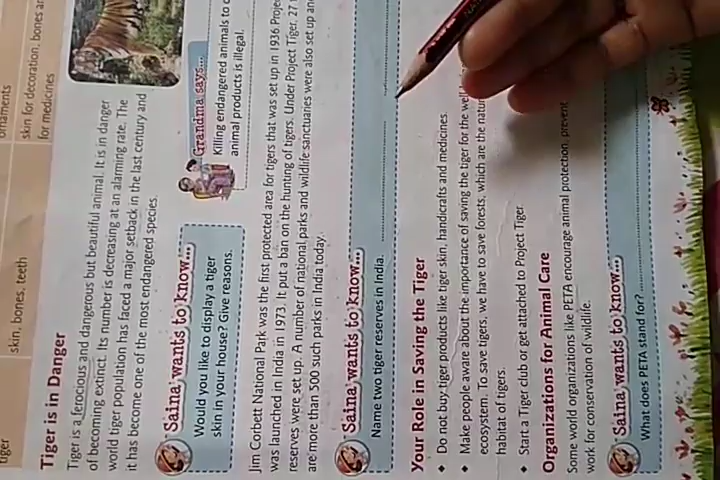 ornaments
tiger
skin, bones, teeth
skin for decoration, bones
for medicines
Tiger is in Danger
Tiger is a ferocious and dangerous but beautiful animal. It is in danger
of becoming extinct. Its number is decreasing at an alarming rate. The
world tiger population has faced a major setback in the last century and
it has become one of the most endangered species.
Saina wants to know...
Would you like to display a tiger
skin in your house? Give reasons.
Grandma says...
Killing endangered animals to
animal products is illegal.
Jim Corbett National Park was the first protected area for tigers that was set up in 1936
was launched in India in 1973. It put a ban on the hunting of tigers. Under Project Tiger, 27
reserves were set up. A number of national parks and wildlife sanctuaries were also set up
are more than 500 such parks in India today.
Saina wants to know...
Name two tiger reserves in India.
Your Role in Saving the Tiger
• Do not buy tiger products like tiger skin, handicrafts and medicines
• Make people aware about the importance of saving the tiger for the
ecosystem. To save tigers, we have to save forests, which are the
habitat of tigers.
• Start a Tiger club or get attached to Project Tiger.
Organizations for Animal Care
Some world organizations like PETA encourage animal protection, prevent
work for conservation of wildlife.
Saina wants to know...
What does PETA stand for?